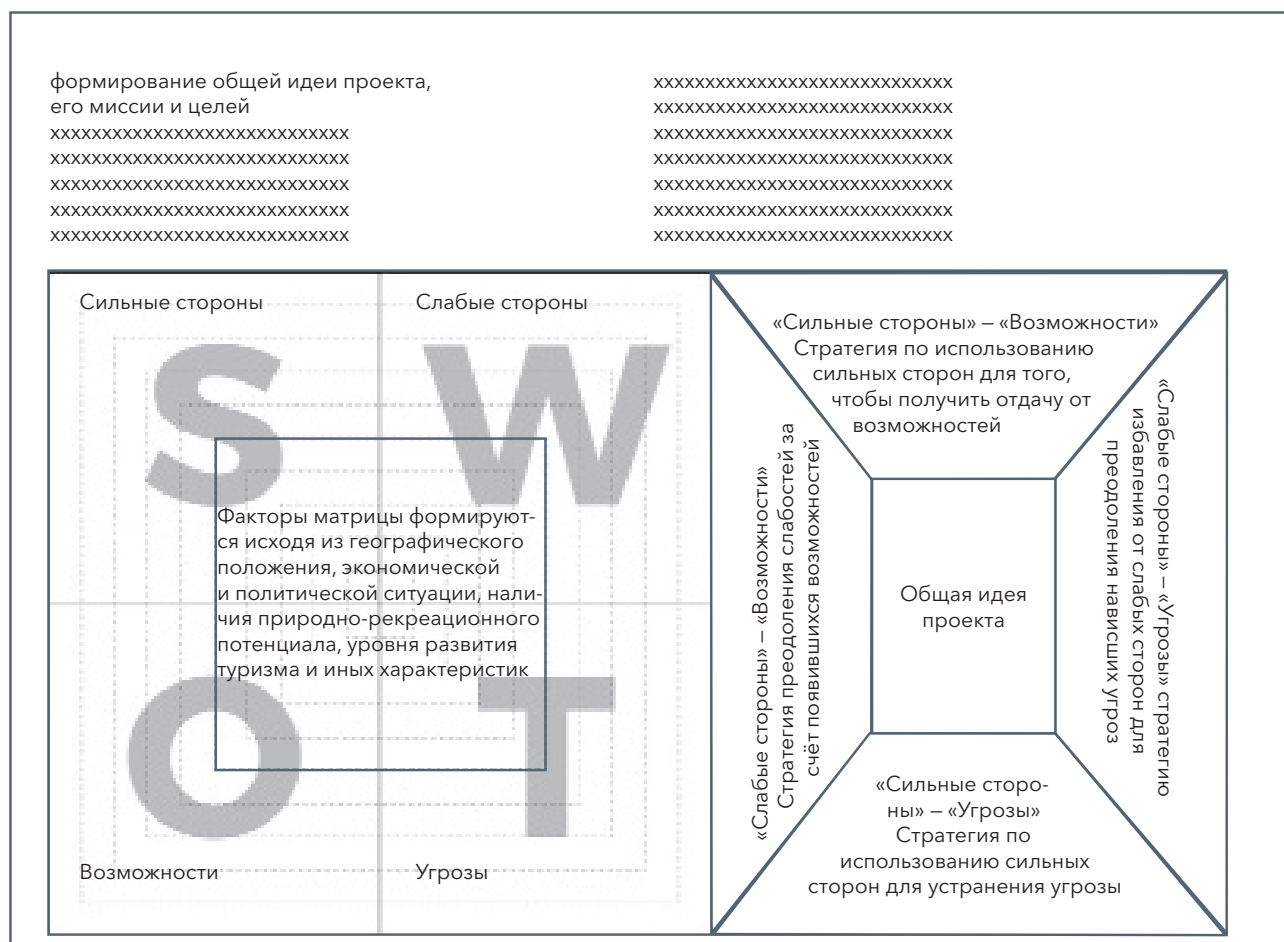 формирование общей идеи проекта,
его миссии и целей
xxxxxxxxxxxxxxxxxxxxxxxxxxxxx
xxxxxxxxxxxxxxxxxxxxxxxxxxxxx
xxxxxxxxxxxxxxxxxxxxxxxxxxxxx
xxxxxxxxxxxxxxxxxxxxxxxxxxxxx
xxxxxxxxxxxxxxxxxxxxxxxxxxxxx
xxxxxxxxxxxxxxxxxxxxxxxxxxxxx
xxxxxxxxxxxxxxxxxxxxxxxxxxxxx
xxxxxxxxxxxxxxxxxxxxxxxxxxxxx
xxxxxxxxxxxxxxxxxxxxxxxxxxxxx
xxxxxxxxxxxxxxxxxxxxxxxxxxxxx
xxxxxxxxxxxxxxxxxxxxxxxxxxxxx
xxxxxxxxxxxxxxxxxxxxxxxxxxxxx
Сильные стороны
Слабые стороны
S
W
Факторы матрицы формируют-
ся исходя из географического
положения, экономической
и политической ситуации, нали-
чия природно-рекреационного
потенциала, уровня развития
туризма и иных характеристик
O
T
Возможности
Угрозы
«Сильные стороны» – «Возможности»
Стратегия по использованию
сильных сторон для того,
чтобы получить отдачу от
возможностей
«Слабые стороны» – «Возможности»
Стратегия преодоления слабостей за
счёт появившихся возможностей
Общая идея
проекта
«Слабые стороны» – «Угрозы» стратегию
избавления от слабых сторон для
преодоления нависших угроз
«Сильные сторо-
ны» – «Угрозы»
Стратегия по
использованию сильных
сторон для устранения угрозы